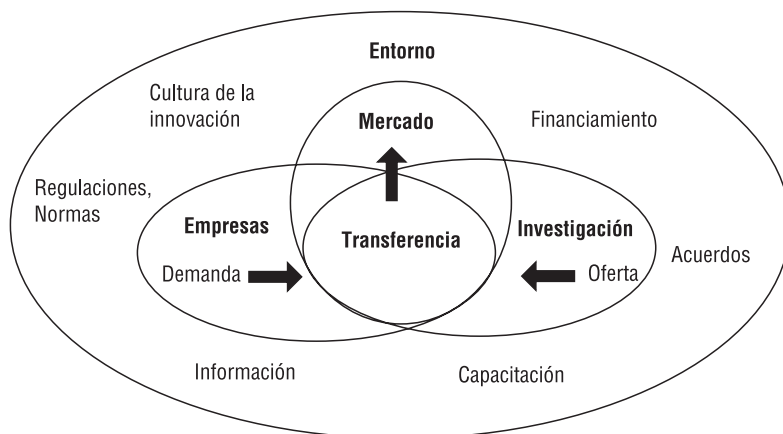 Entorno
Cultura de la
innovación
Mercado
Financiamiento
Regulaciones,
Normas
Empresas
Transferencia
Investigación
Demanda
Oferta
Acuerdos
Información
Capacitación